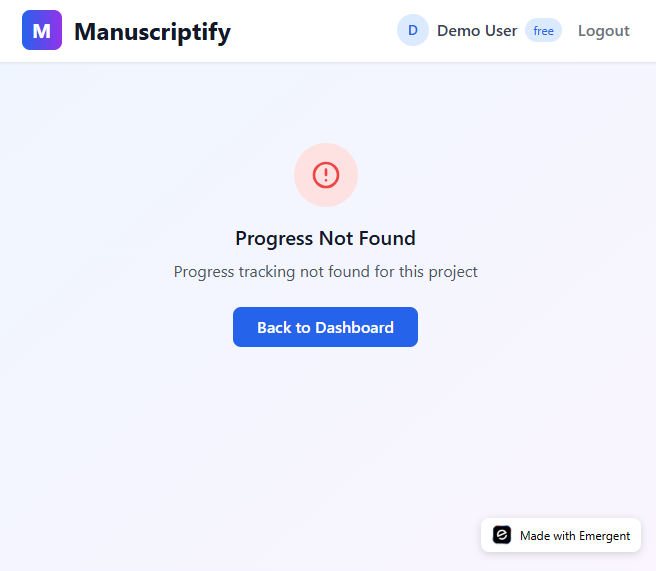 M Manuscriptify
D Demo User free Logout
Progress Not Found
Progress tracking not found for this project
Back to Dashboard
Made with Emergent